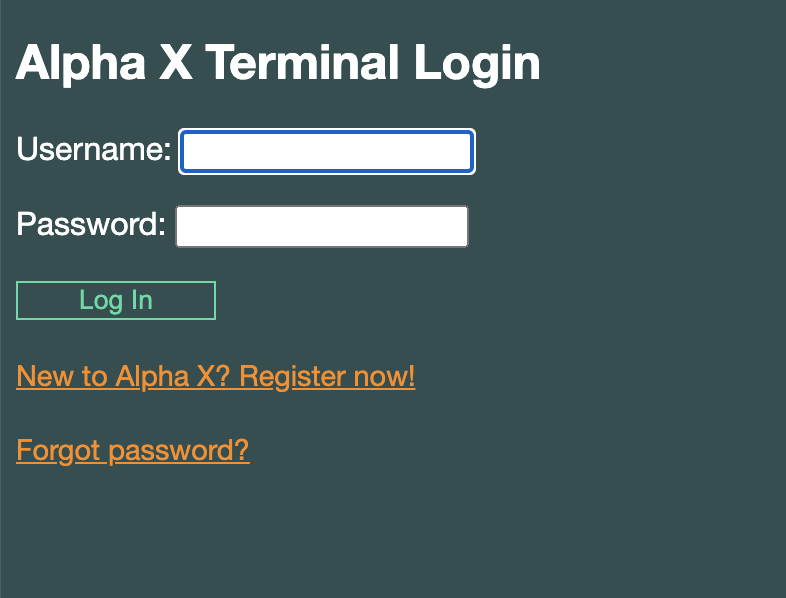 Alpha X Terminal Login
Username:
Password:
Log In
New to Alpha X? Register now!
Forgot password?